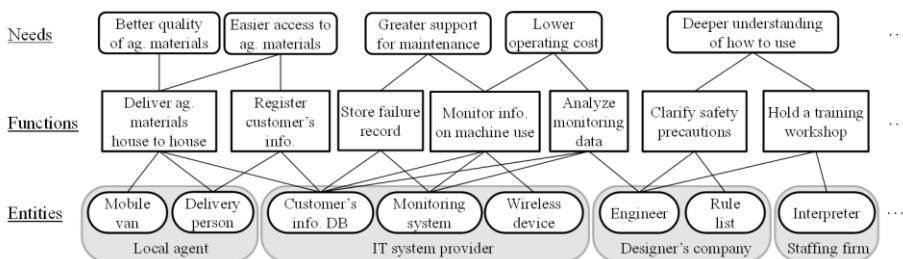 Needs
Better quality
of ag. materials
Easier access to
ag. materials
Greater support
for maintenance
Lower
operating cost
Deeper understanding
of how to use
...
Functions
Deliver ag.
materials
house to house
Register
customer's
info.
Store failure
record
Monitor info.
on machine use
Analyze
monitoring
data
Clarify safety
precautions
Hold a training
workshop
...
Entities
Mobile
van
Delivery
person
Local agent
Customer's
info. DB
Monitoring
system
Wireless
device
IT system provider
Engineer
Rule
list
Designer's company
Interpreter
Staffing firm
...